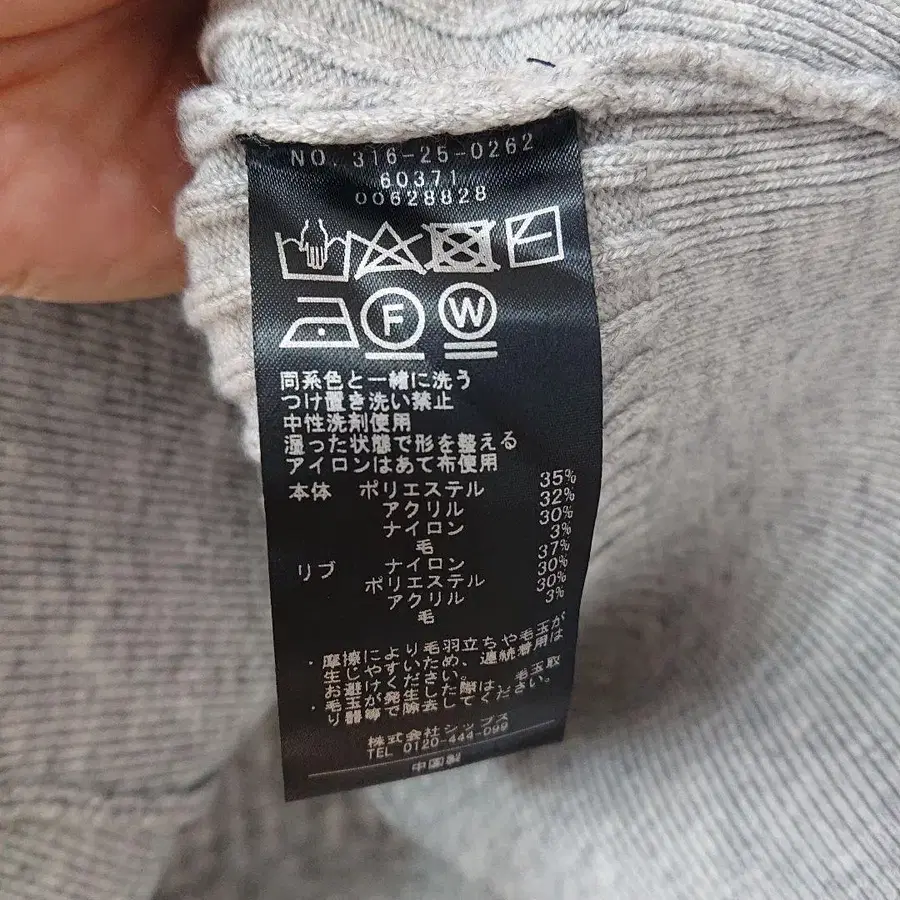 NO. 316-25-0262
60371
00628828
F W
同系色と一緒に洗う
つけ置き洗い禁止
中性洗剤使用
湿った状態で形を整える
アイロンはあて布使用
本体 ポリエステル 35%
アクリル 32%
ナイロン 30%
毛 3%
リブ ナイロン 37%
ポリエステル 30%
アクリル 30%
毛 3%
・摩擦により毛羽立ちや毛玉が
生じやすいため、連続着用は
お避けください。
・毛玉が発生した際は、毛玉取
り器等で除去してください。
株式会社シップス
TEL 0120-444-099
中国製